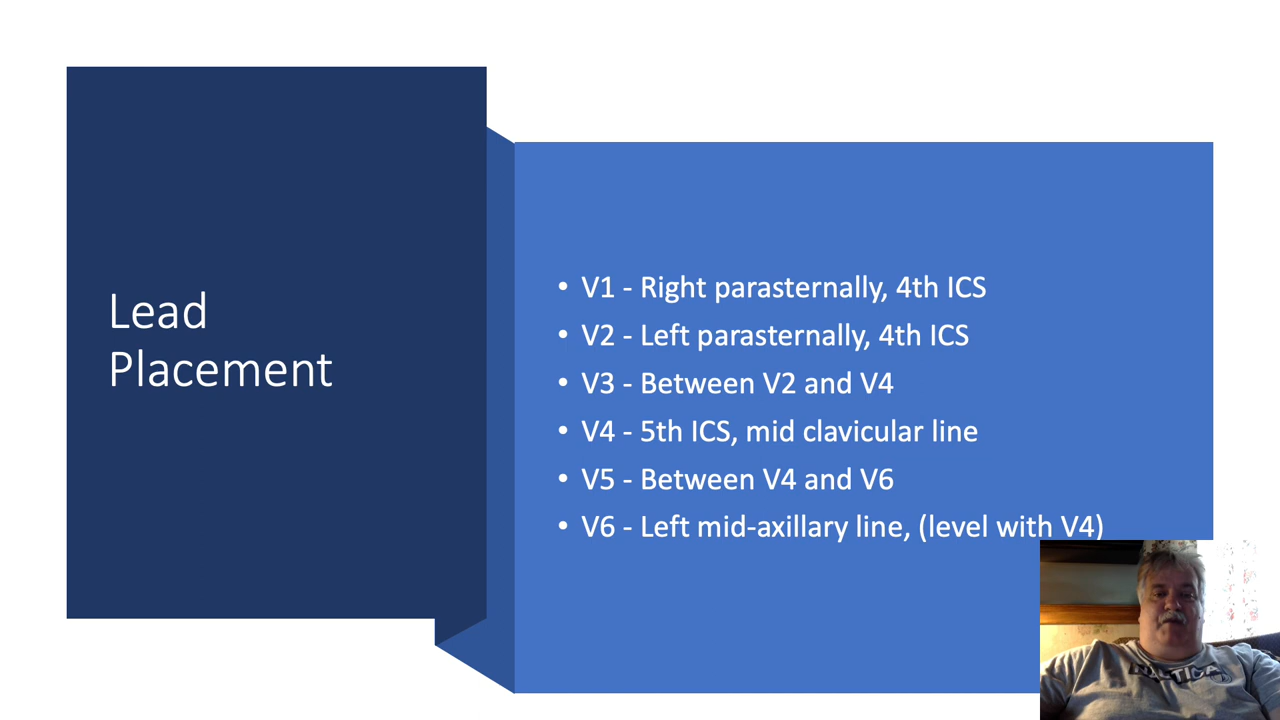 Lead
Placement
• V1 - Right parasternally, 4th ICS
• V2 - Left parasternally, 4th ICS
• V3 - Between V2 and V4
• V4 - 5th ICS, mid clavicular line
• V5 - Between V4 and V6
• V6 - Left mid-axillary line, (level with V4)
NAUTICA